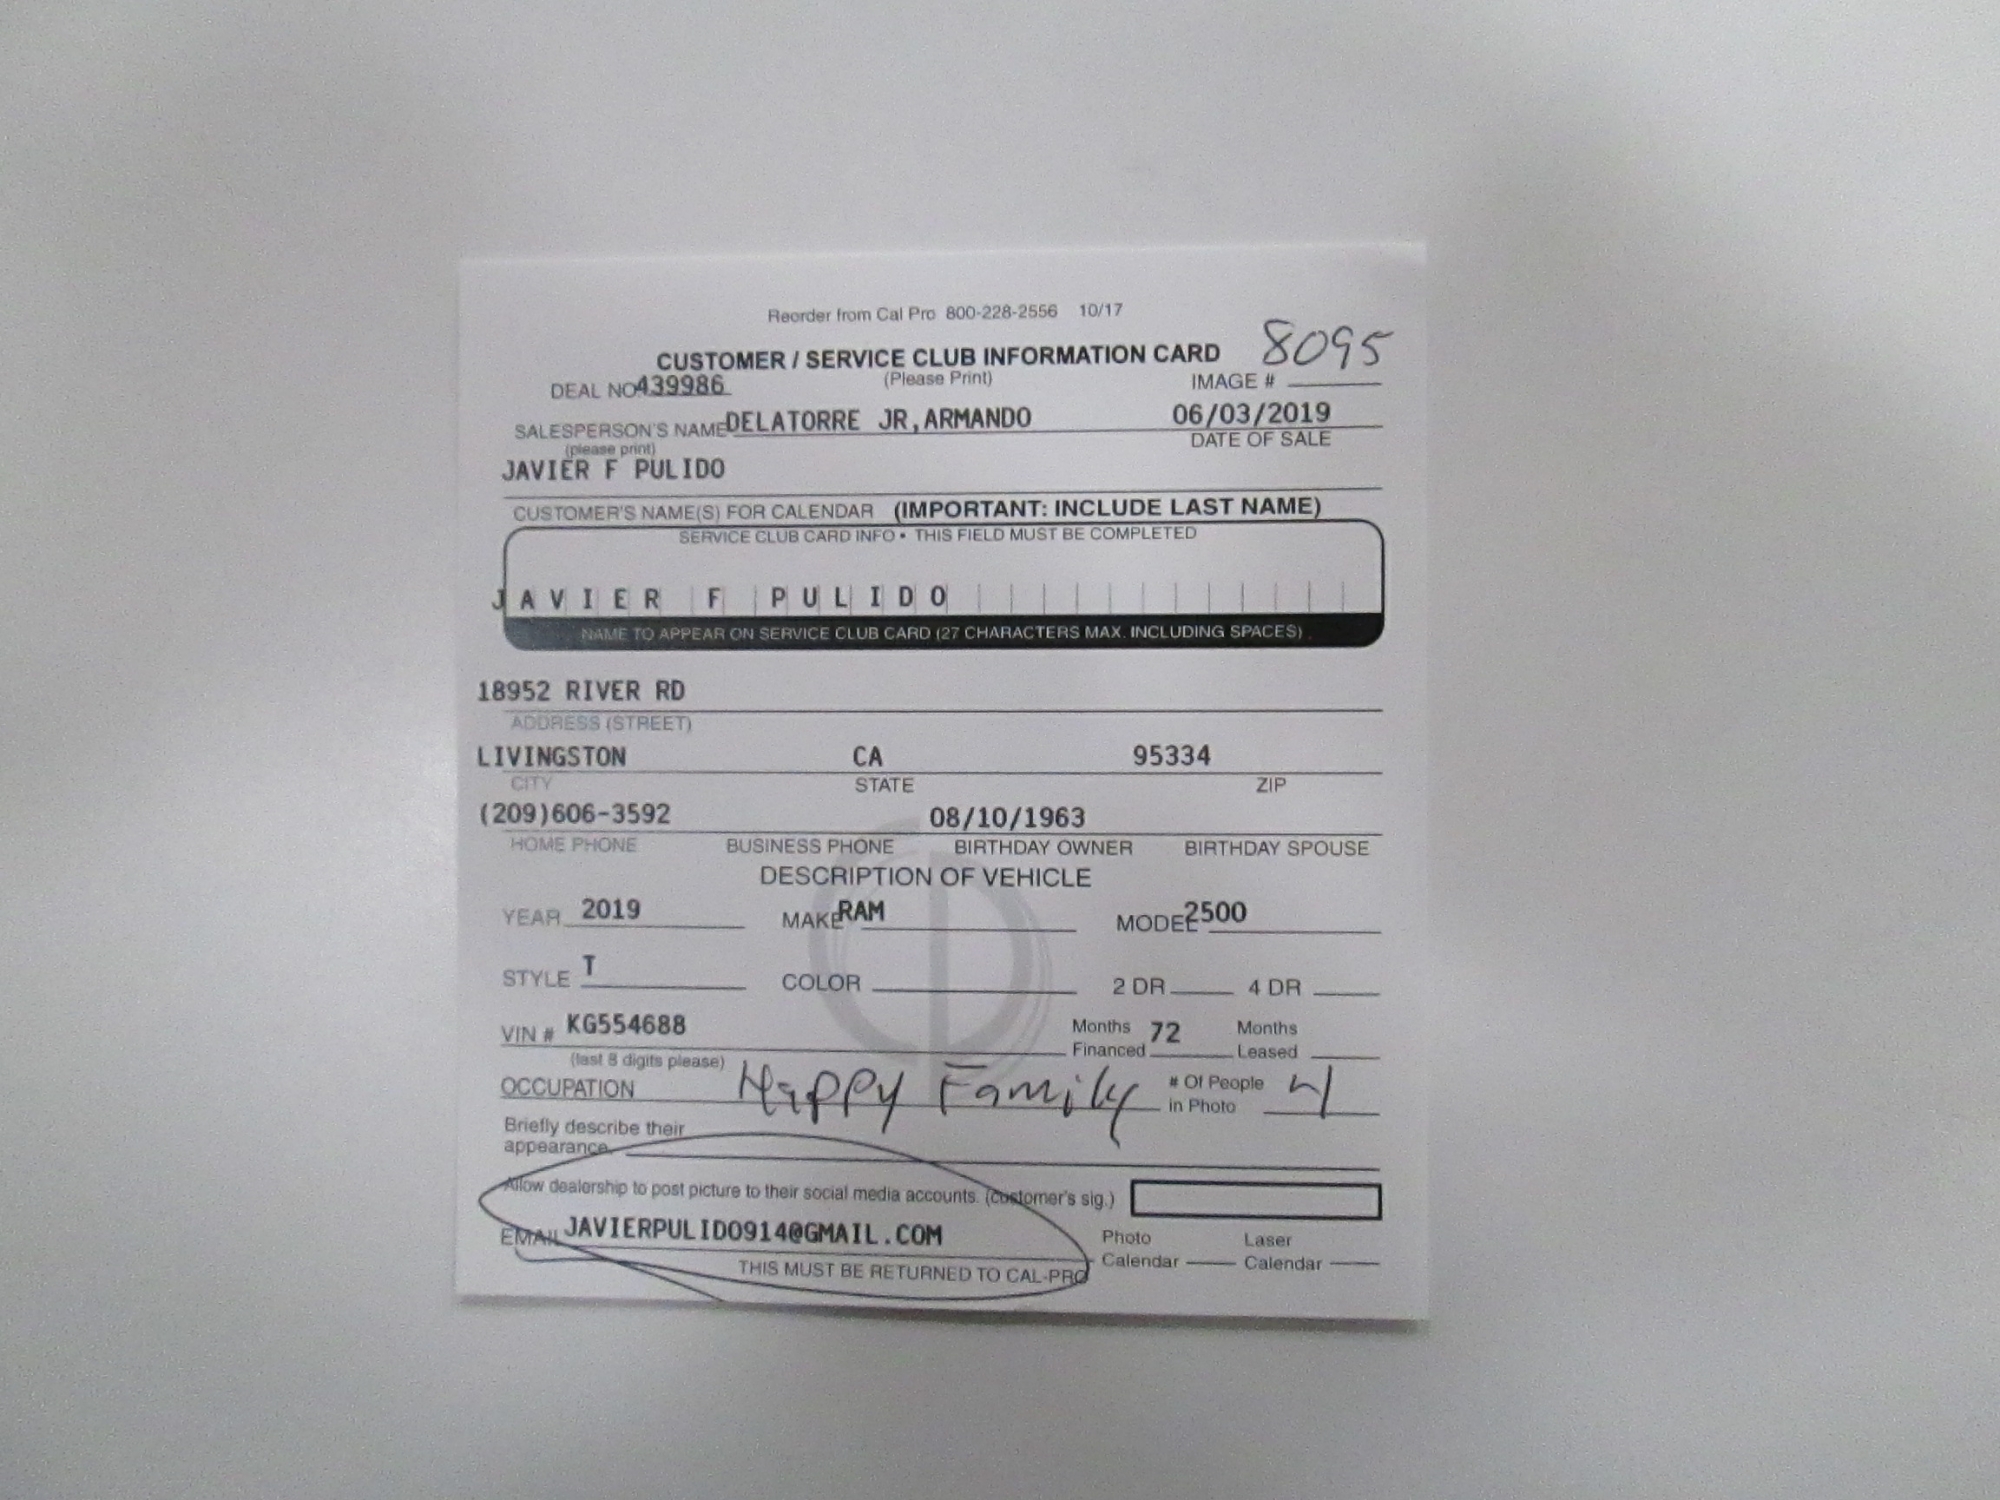 Reorder from Cal Pro 800-228-2556 10/17
CUSTOMER / SERVICE CLUB INFORMATION CARD 8095
DEAL NO. 439986 (Please Print) IMAGE #
SALESPERSON'S NAME DELATORRE JR,ARMANDO 06/03/2019
(please print) DATE OF SALE
JAVIER F PULIDO
CUSTOMER'S NAME(S) FOR CALENDAR (IMPORTANT: INCLUDE LAST NAME)
SERVICE CLUB CARD INFO • THIS FIELD MUST BE COMPLETED
JAVIER F PULIDO
NAME TO APPEAR ON SERVICE CLUB CARD (27 CHARACTERS MAX. INCLUDING SPACES)
18952 RIVER RD
ADDRESS (STREET)
LIVINGSTON CA 95334
CITY STATE ZIP
(209)606-3592 08/10/1963
HOME PHONE BUSINESS PHONE BIRTHDAY OWNER BIRTHDAY SPOUSE
DESCRIPTION OF VEHICLE
YEAR 2019 MAKE RAM MODEL 2500
STYLE T COLOR 2 DR 4 DR
VIN # KG554688 Months Financed 72 Months Leased
(last 8 digits please)
OCCUPATION Happy Family # Of People in Photo 4
Briefly describe their
appearance
Allow dealership to post picture to their social media accounts. (customer's sig.)
EMAIL JAVIERPULIDO914@GMAIL.COM Photo Calendar Laser Calendar
THIS MUST BE RETURNED TO CAL-PRO